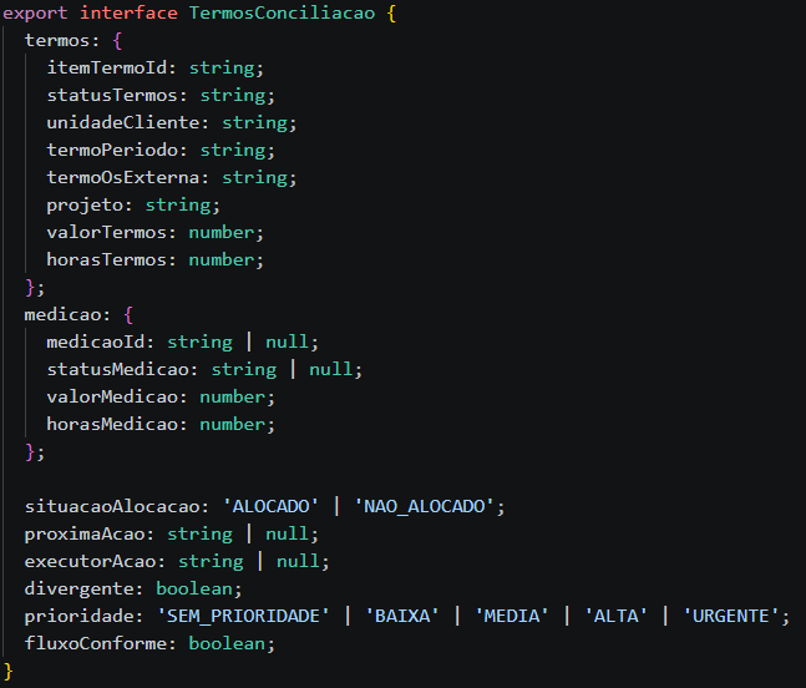 export interface TermosConciliacao {
  termos: {
    itemTermoId: string;
    statusTermos: string;
    unidadeCliente: string;
    termoPeriodo: string;
    termoOsExterna: string;
    projeto: string;
    valorTermos: number;
    horasTermos: number;
  };
  medicao: {
    medicaoId: string | null;
    statusMedicao: string | null;
    valorMedicao: number;
    horasMedicao: number;
  };

  situacaoAlocacao: 'ALOCADO' | 'NAO_ALOCADO';
  proximaAcao: string | null;
  executorAcao: string | null;
  divergente: boolean;
  prioridade: 'SEM_PRIORIDADE' | 'BAIXA' | 'MEDIA' | 'ALTA' | 'URGENTE';
  fluxoConforme: boolean;
}